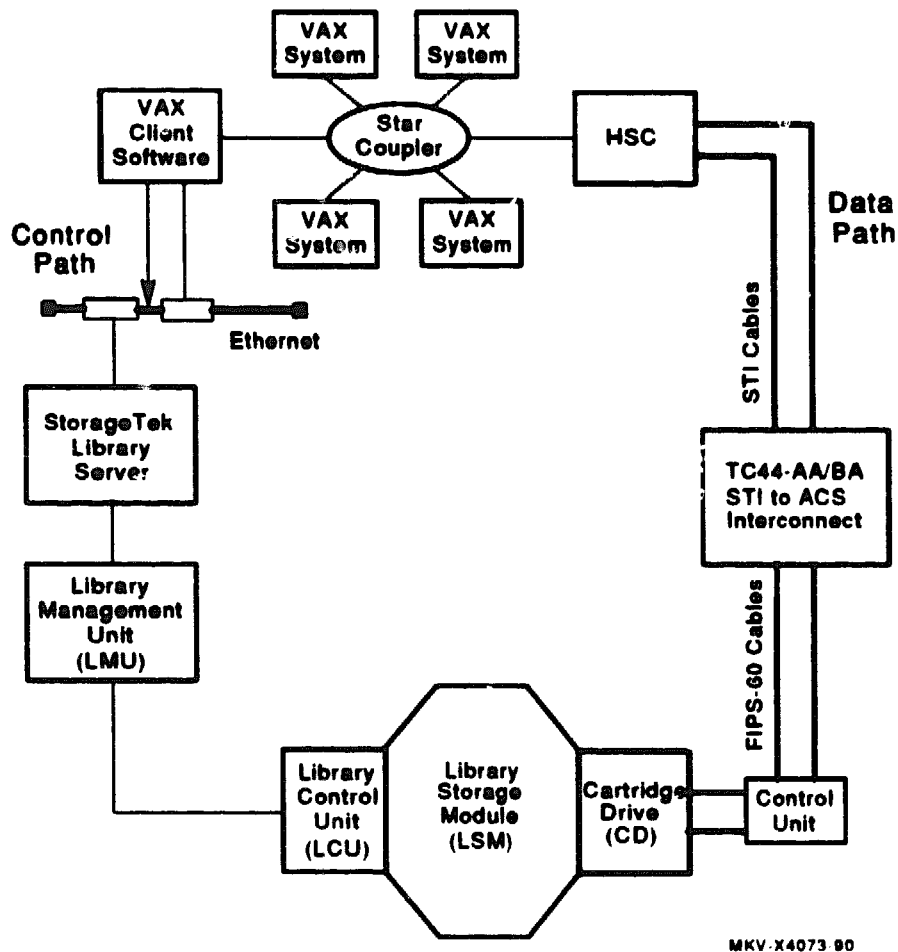 VAX
System
VAX
System
VAX
Client
Software
Star
Coupler
HSC
VAX
System
VAX
System
Control
Path
Data
Path
Ethernet
STI Cables
StorageTek
Library
Server
TC44-AA/BA
STI to ACS
Interconnect
Library
Management
Unit
(LMU)
FIPS-60 Cables
Library
Control
Unit
(LCU)
Library
Storage
Module
(LSM)
Cartridge
Drive
(CD)
Control
Unit
MKV-X4073-90